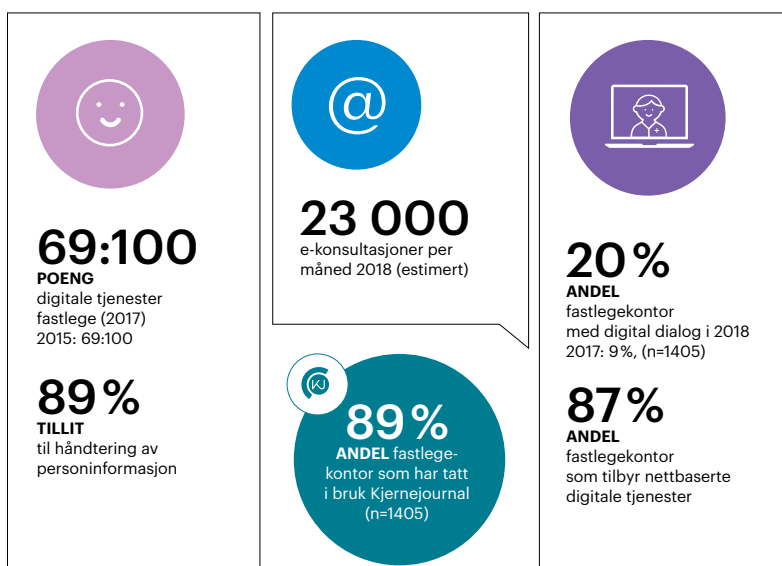 69:100
POENG
digitale tjenester
fastlege (2017)
2015: 69:100
89 %
TILLIT
til håndtering av
personinformasjon
@
23 000
e-konsultasjoner per
måned 2018 (estimert)
KJ
89 %
ANDEL fastlege-
kontor som har tatt
i bruk Kjernejournal
(n=1405)
20 %
ANDEL
fastlegekontor
med digital dialog i 2018
2017: 9 %, (n=1405)
87 %
ANDEL
fastlegekontor
som tilbyr nettbaserte
digitale tjenester